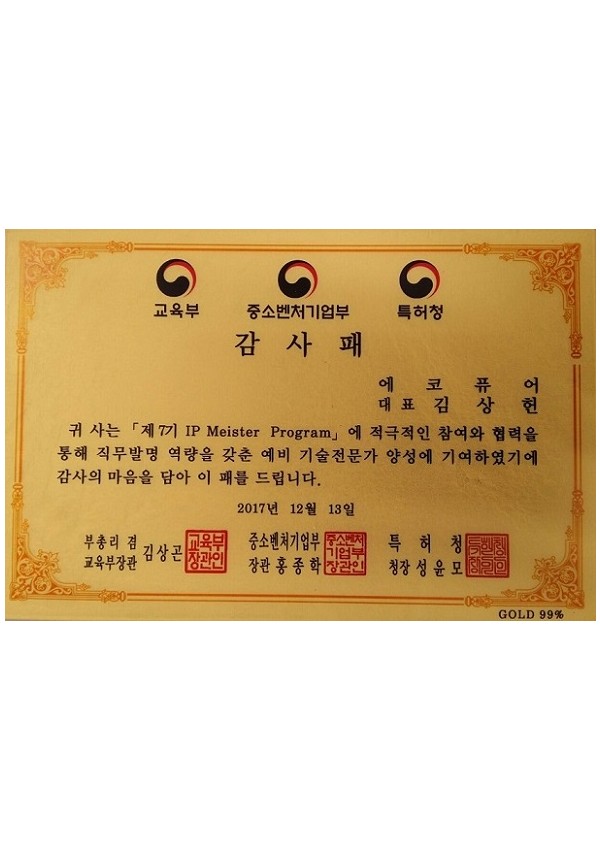 교육부 중소벤처기업부 특허청
감 사 패
에 코 퓨 어
대 표 김 상 헌
귀 사는 「제7기 IP Meister Program」에 적극적인 참여와 협력을
통해 직무발명 역량을 갖춘 예비 기술전문가 양성에 기여하였기에
감사의 마음을 담아 이 패를 드립니다.
2017년 12월 13일
부총리 겸
교육부장관 김상곤 교육부장관인
중소벤처기업부
장관 홍종학 중소벤처기업부장관인
특 허 청
청장 성윤모 특허청장의인
GOLD 99%